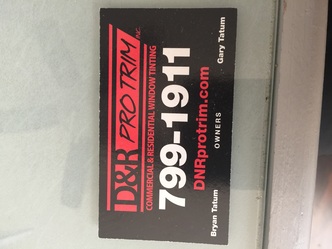 D&R PRO TRIM INC.
COMMERCIAL & RESIDENTIAL WINDOW TINTING
799-1911
DNRprotrim.com
OWNERS
Bryan Tatum Gary Tatum